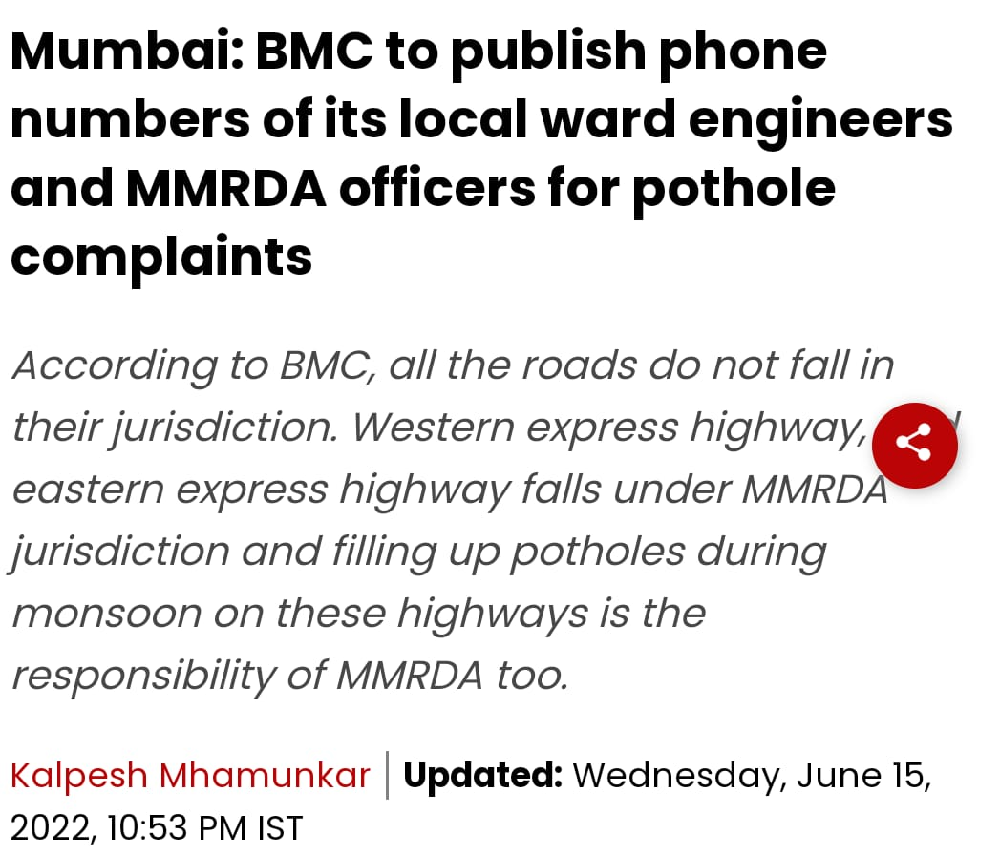 Mumbai: BMC to publish phone
numbers of its local ward engineers
and MMRDA officers for pothole
complaints
According to BMC, all the roads do not fall in
their jurisdiction. Western express highway,
eastern express highway falls under MMRDA
jurisdiction and filling up potholes during
monsoon on these highways is the
responsibility of MMRDA too.
Kalpesh Mhamunkar | Updated: Wednesday, June 15,
2022, 10:53 PM IST